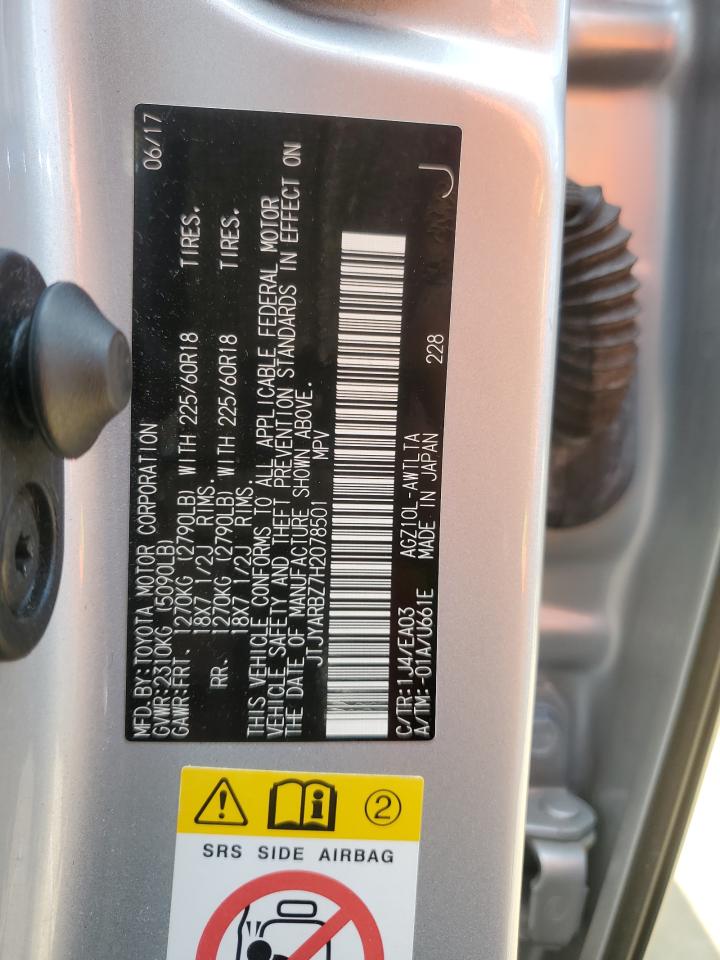 MFD. BY: TOYOTA MOTOR CORPORATION 06/17
GVWR: 2310KG (5090LB)
GAWR: FRT. 1270KG (2790LB) WITH 225/60R18 TIRES.
18X7 1/2J RIMS.
RR. 1270KG (2790LB) WITH 225/60R18 TIRES.
18X7 1/2J RIMS.
THIS VEHICLE CONFORMS TO ALL APPLICABLE FEDERAL MOTOR
VEHICLE SAFETY AND THEFT PREVENTION STANDARDS IN EFFECT ON
THE DATE OF MANUFACTURE SHOWN ABOVE.
JTJYARBZ7H2078501 MPV
C/TR: 1J4/EA03 AGZ10L-AWTLTA
A/TM: -01A/U661E MADE IN JAPAN 228
J
2
SRS SIDE AIRBAG